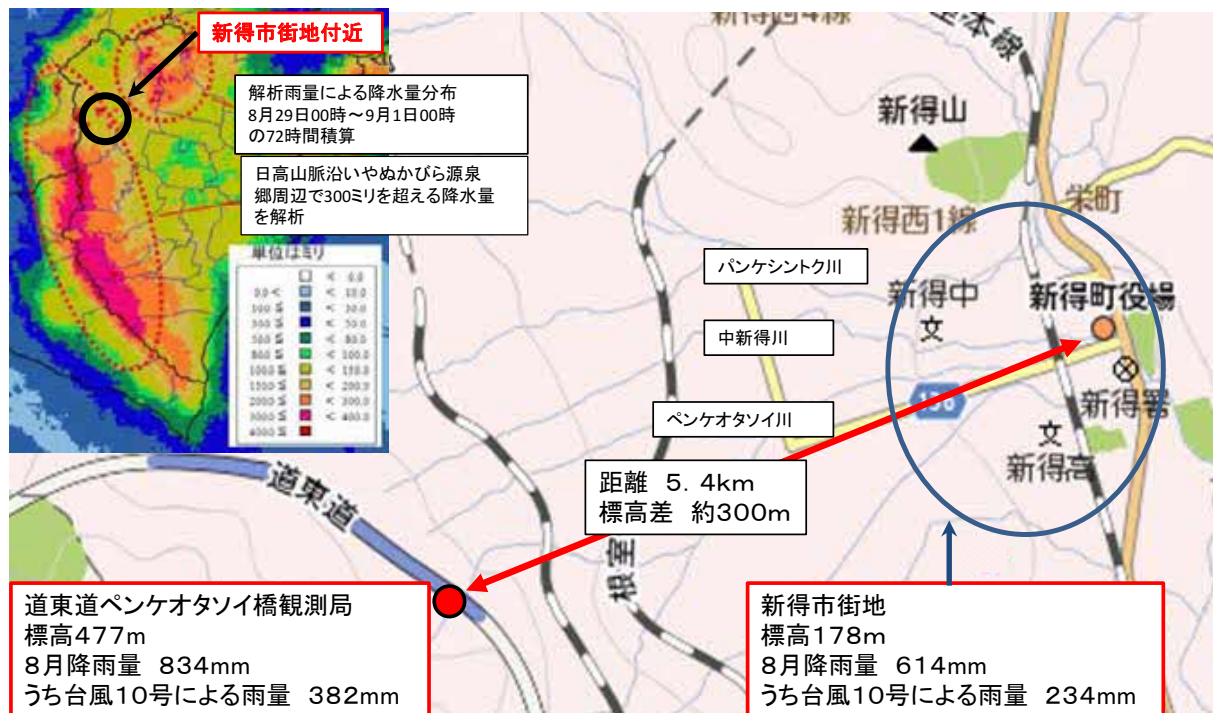 新得市街地付近
解析雨量による降水量分布
8月29日00時～9月1日00時
の72時間積算
日高山脈沿いやぬかびら源泉
郷周辺で300ミリを超える降水量
を解析
単位はミリ
新得山
栄町
新得西1線
パンケシントク川
新得中
文
新得町役場
中新得川
ペンケオタソイ川
新得署
文
新得高
道東道
距離 5．4km
標高差 約300m
根室
道東道ペンケオタソイ橋観測局
標高477m
8月降雨量 834mm
うち台風10号による雨量 382mm
新得市街地
標高178m
8月降雨量 614mm
うち台風10号による雨量 234mm